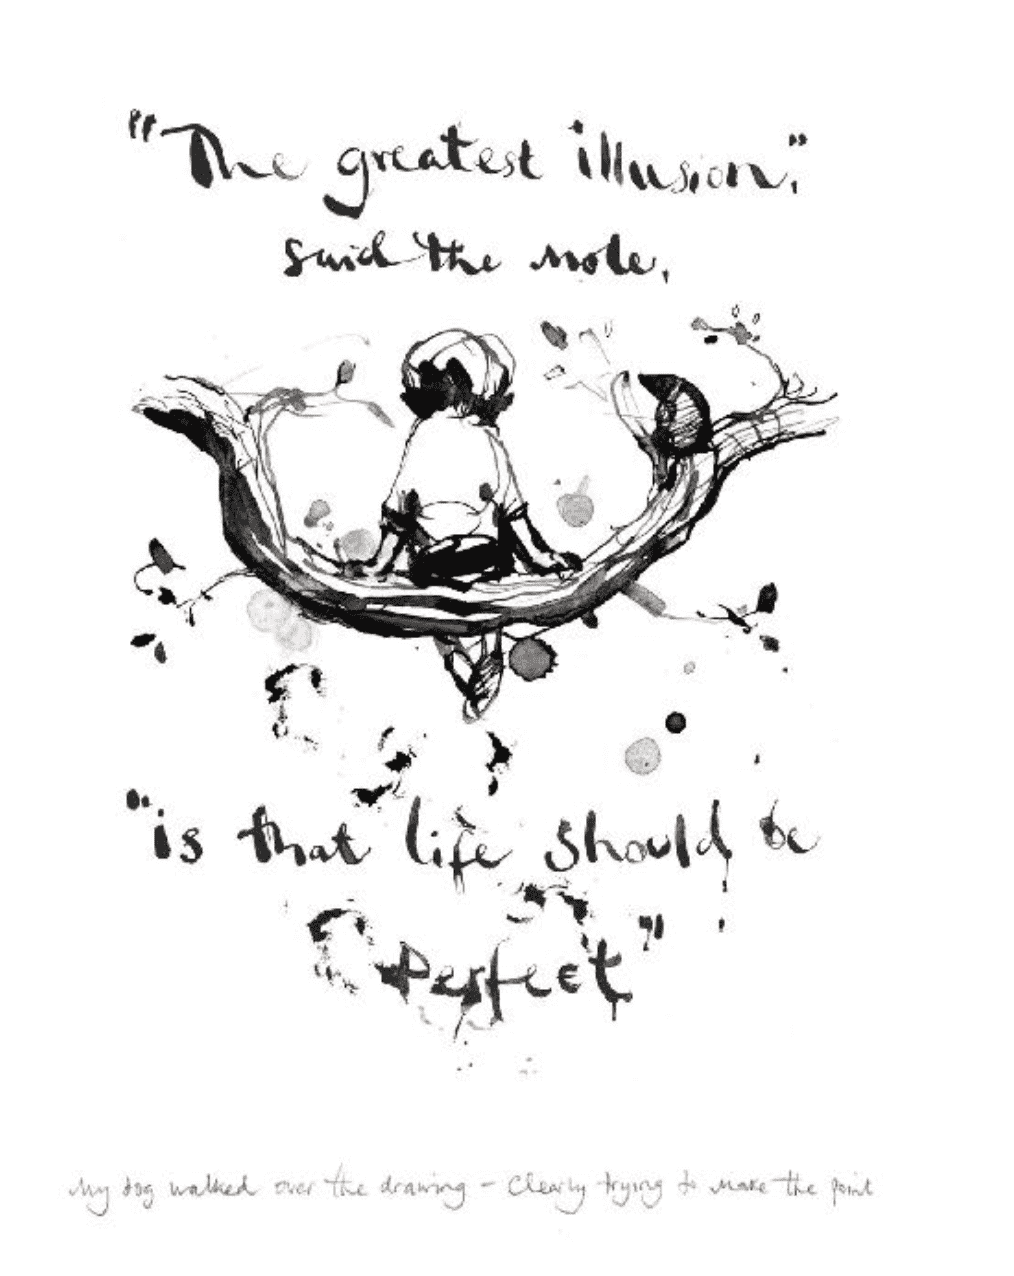 "The greatest illusion,"
said the mole,
"is that life should be
Perfect"
My dog walked over the drawing - Clearly trying to make the point